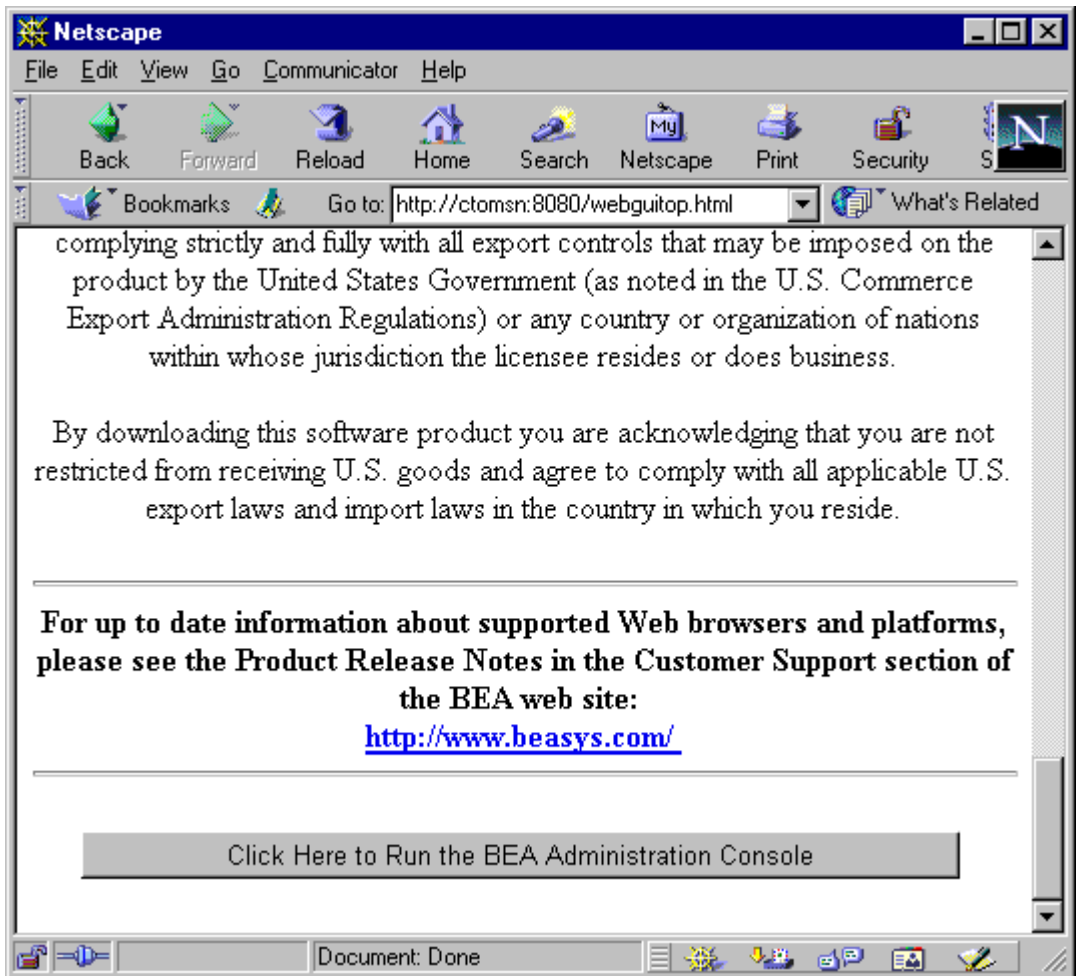 Netscape
File Edit View Go Communicator Help
Back Forward Reload Home Search Netscape Print Security S
My
N
Bookmarks Go to: http://ctomsn:8080/webguitop.html What's Related
complying strictly and fully with all export controls that may be imposed on the
product by the United States Government (as noted in the U.S. Commerce
Export Administration Regulations) or any country or organization of nations
within whose jurisdiction the licensee resides or does business.
By downloading this software product you are acknowledging that you are not
restricted from receiving U.S. goods and agree to comply with all applicable U.S.
export laws and import laws in the country in which you reside.
For up to date information about supported Web browsers and platforms,
please see the Product Release Notes in the Customer Support section of
the BEA web site:
http://www.beasys.com/
Click Here to Run the BEA Administration Console
Document: Done